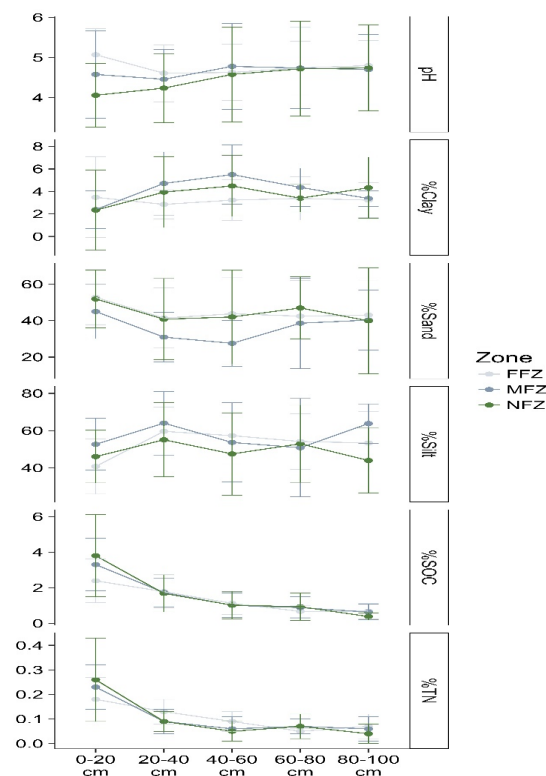 6
5
4
pH
8
6
4
2
0
%Clay
60
40
20
%Sand
80
60
40
%Silt
6
4
2
0
%SOC
0.4
0.3
0.2
0.1
0.0
%TN
0-20 cm
20-40 cm
40-60 cm
60-80 cm
80-100 cm
Zone
FFZ
MFZ
NFZ